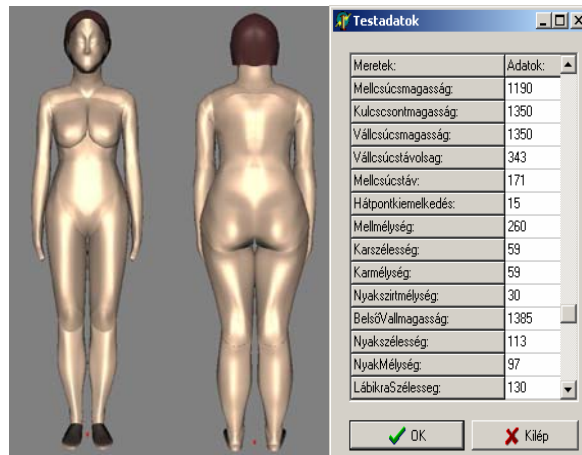 Testadatok
Meretek: Adatok:
Mellcsúcsmagasság: 1190
Kulcscsontmagasság: 1350
Vállcsúcsmagasság: 1350
Vállcsúcstávolsag: 343
Mellcsúcstáv: 171
Hátpontkiemelkedés: 15
Mellmélység: 260
Karszélesség: 59
Karmélység: 59
Nyakszirtmélység: 30
BelsőVallmagasság: 1385
Nyakszélesség: 113
NyakMélység: 97
LábikraSzélesseg: 130
OK Kilép